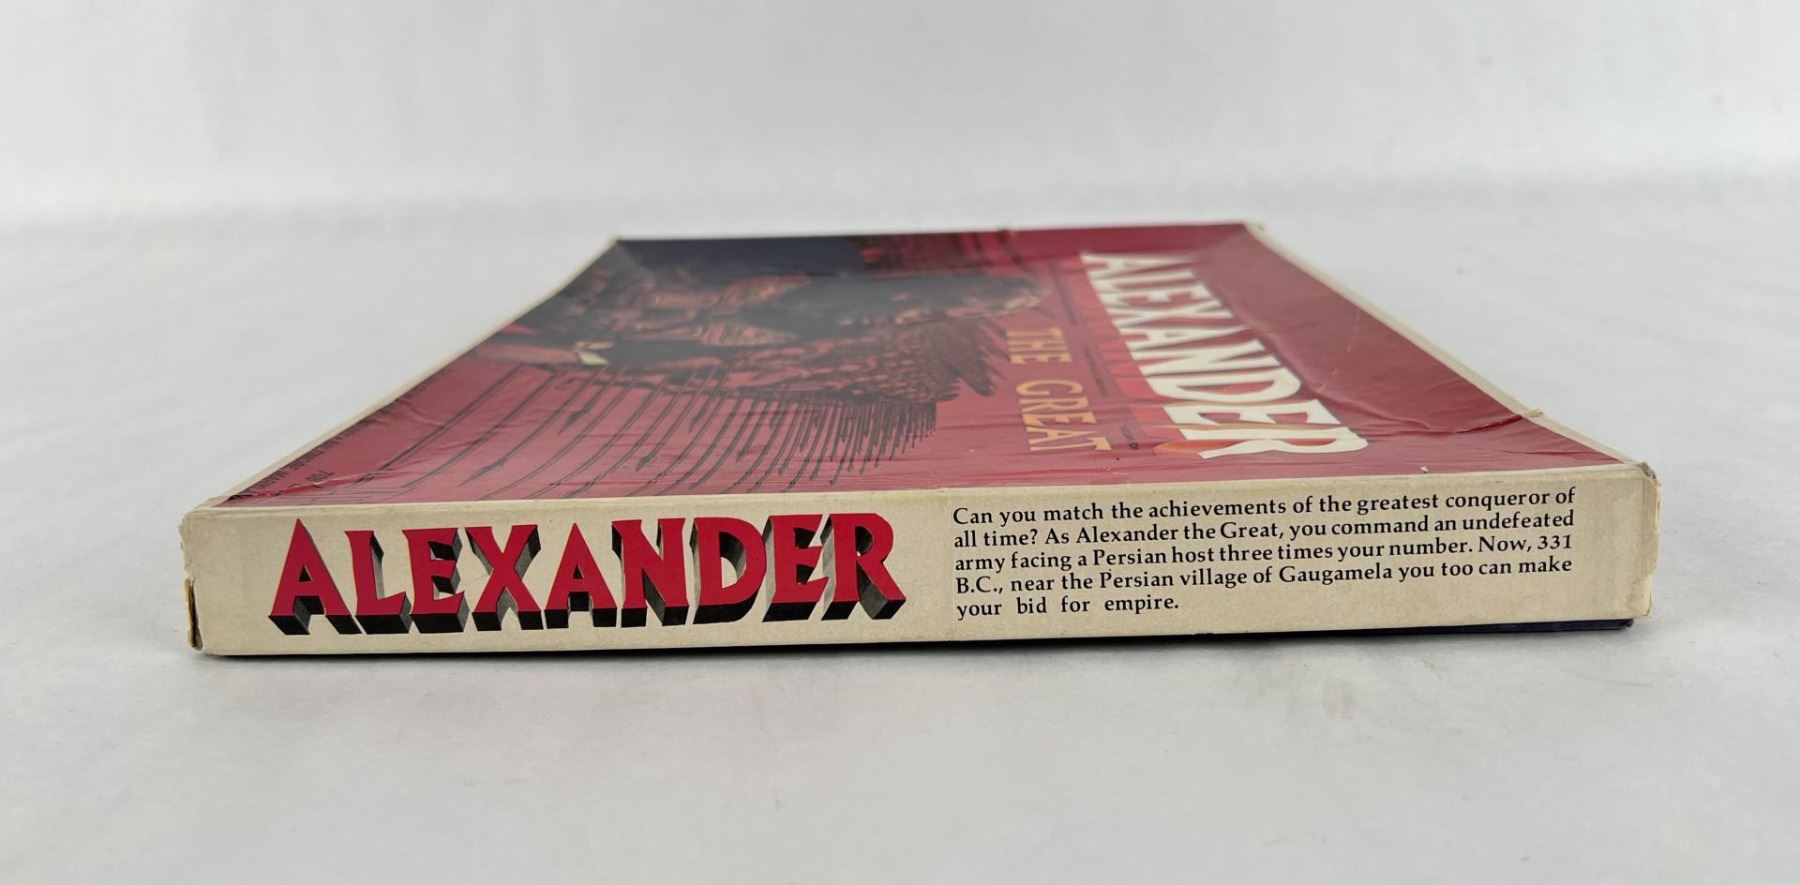 ALEXANDER
THE GREAT
ALEXANDER
Can you match the achievements of the greatest conqueror of
all time? As Alexander the Great, you command an undefeated
army facing a Persian host three times your number. Now, 331
B.C., near the Persian village of Gaugamela you too can make
your bid for empire.